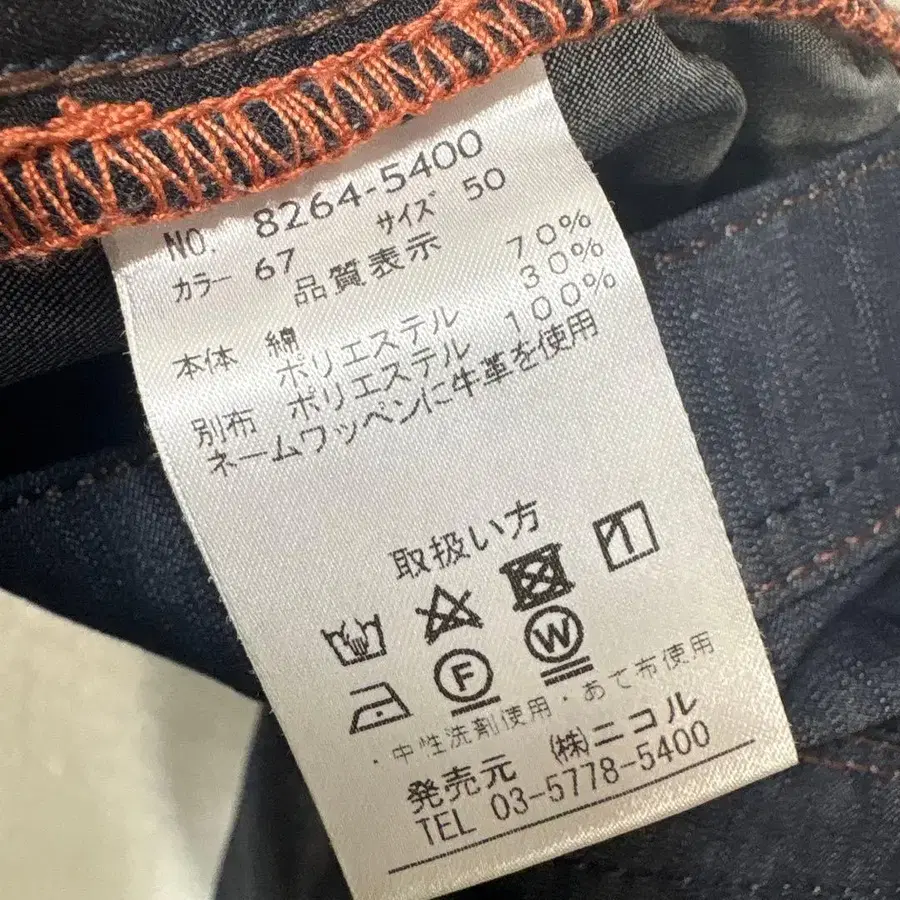 NO. 8264-5400
カラー 67 サイズ 50
品質表示
本体 綿 70%
ポリエステル 30%
別布 ポリエステル 100%
ネームワッペンに牛革を使用
取扱い方
F W
・中性洗剤使用・あて布使用
発売元 ㈱ニコル
TEL 03-5778-5400